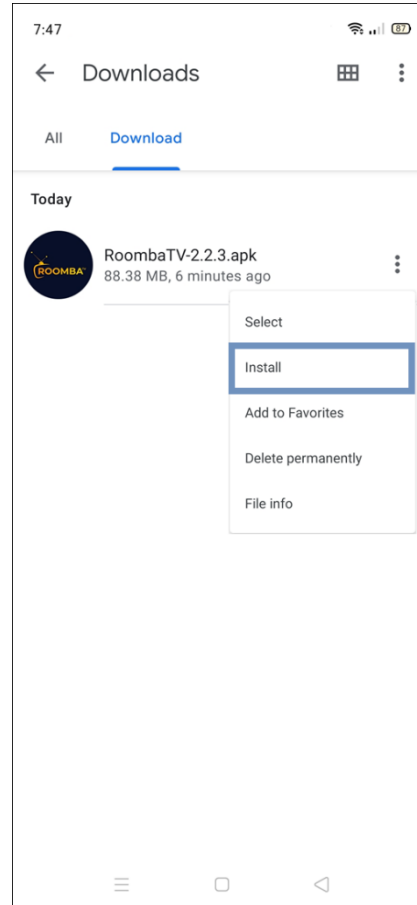 7:47
87
Downloads
All Download
Today
ROOMBA
RoombaTV-2.2.3.apk
88.38 MB, 6 minutes ago
Select
Install
Add to Favorites
Delete permanently
File info